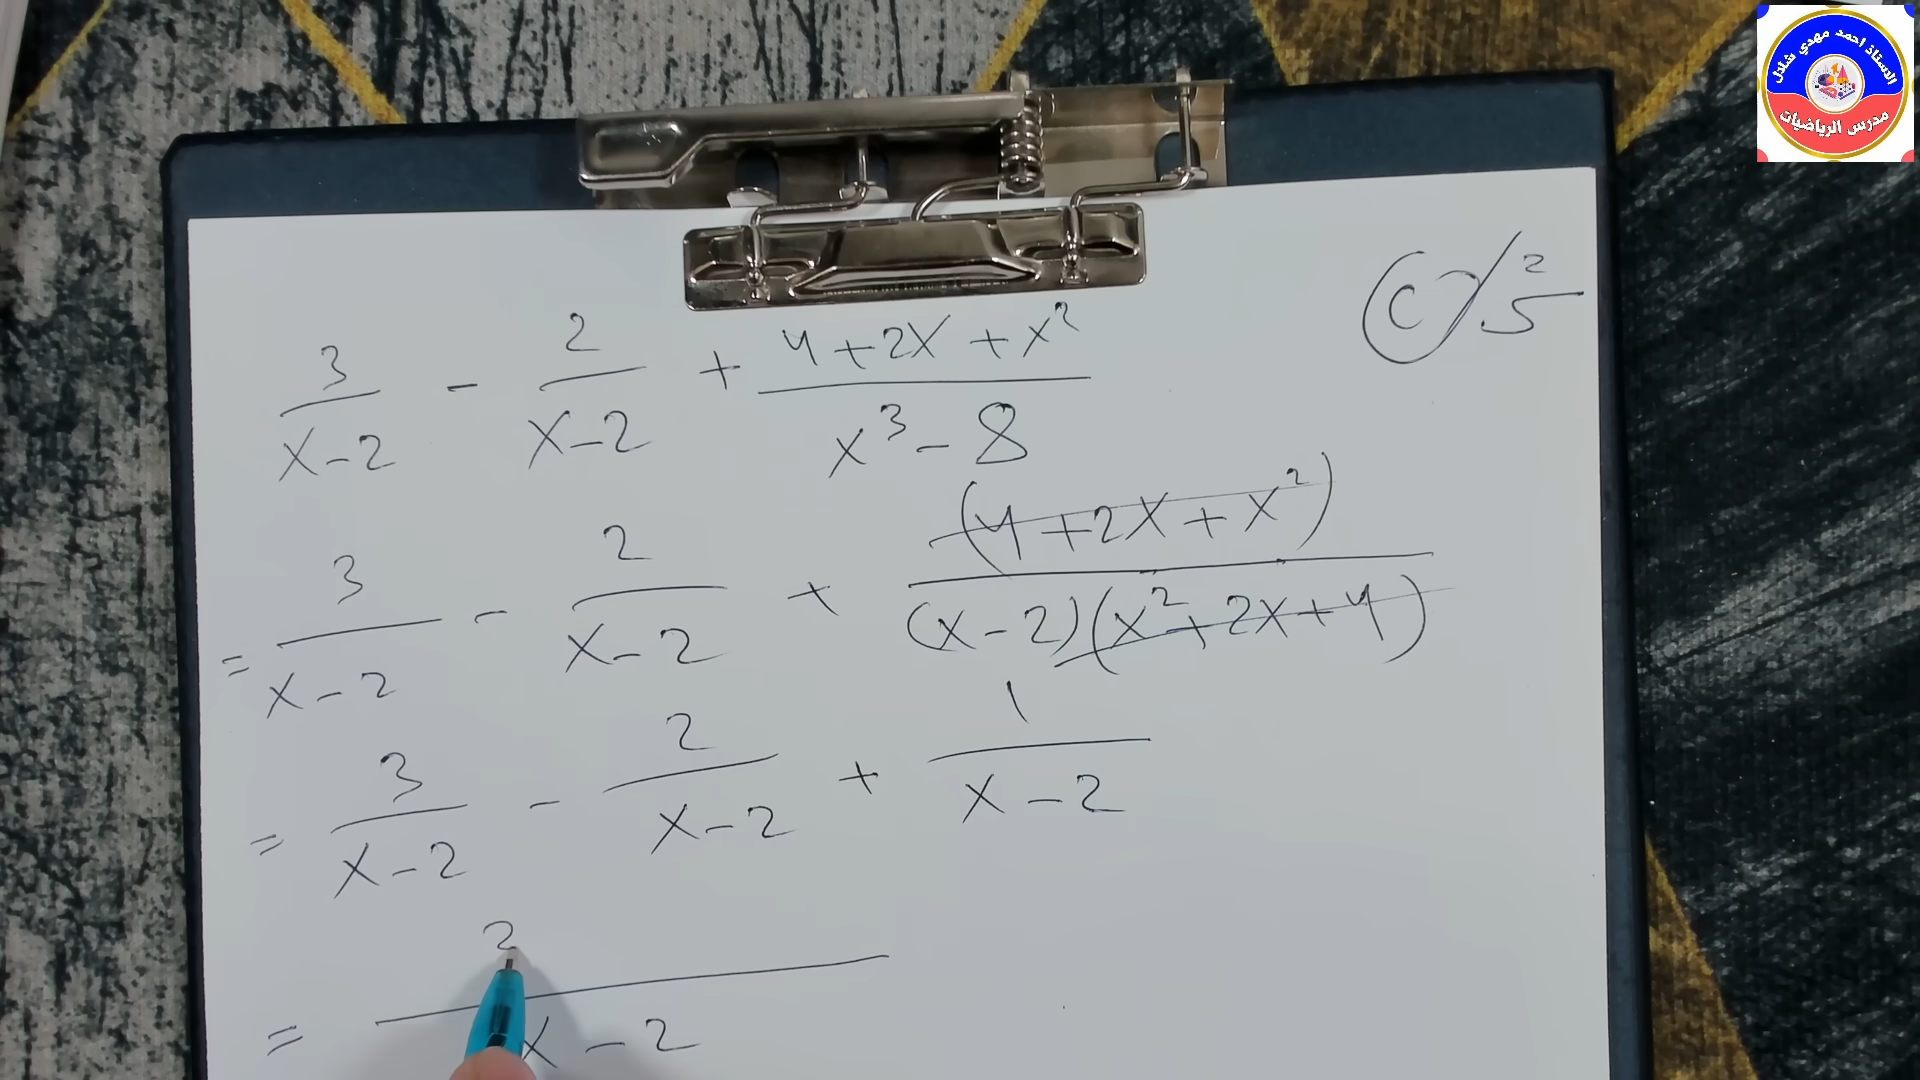 الاستاذ احمد مهدي شلال
مدرس الرياضيات
C 2/5
3/(x-2) - 2/(x-2) + (4+2x+x²)/(x³-8)
= 3/(x-2) - 2/(x-2) + (4+2x+x²)/((x-2)(x²+2x+4))
= 3/(x-2) - 2/(x-2) + 1/(x-2)
= 3/(x-2)